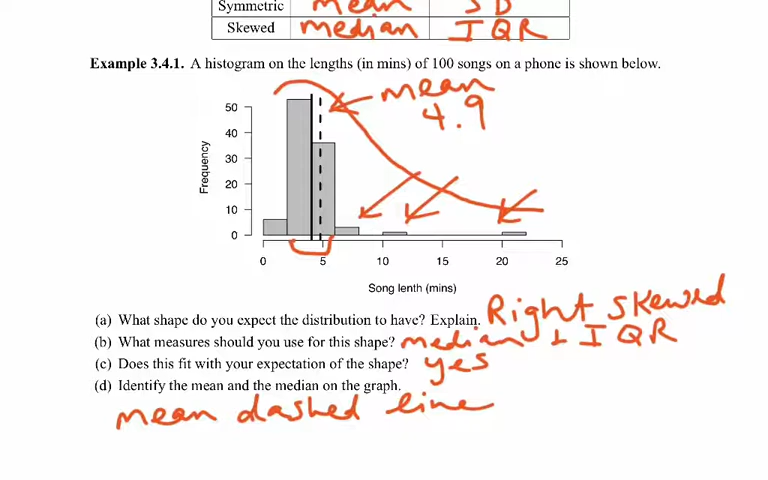 Symmetric mean SD
Skewed median IQR
Example 3.4.1. A histogram on the lengths (in mins) of 100 songs on a phone is shown below.
mean
4.9
50
40
30
20
10
0
Frequency
0 5 10 15 20 25
Song lenth (mins)
(a) What shape do you expect the distribution to have? Explain. Right skewed
(b) What measures should you use for this shape? median + IQR
(c) Does this fit with your expectation of the shape? yes
(d) Identify the mean and the median on the graph.
mean dashed line